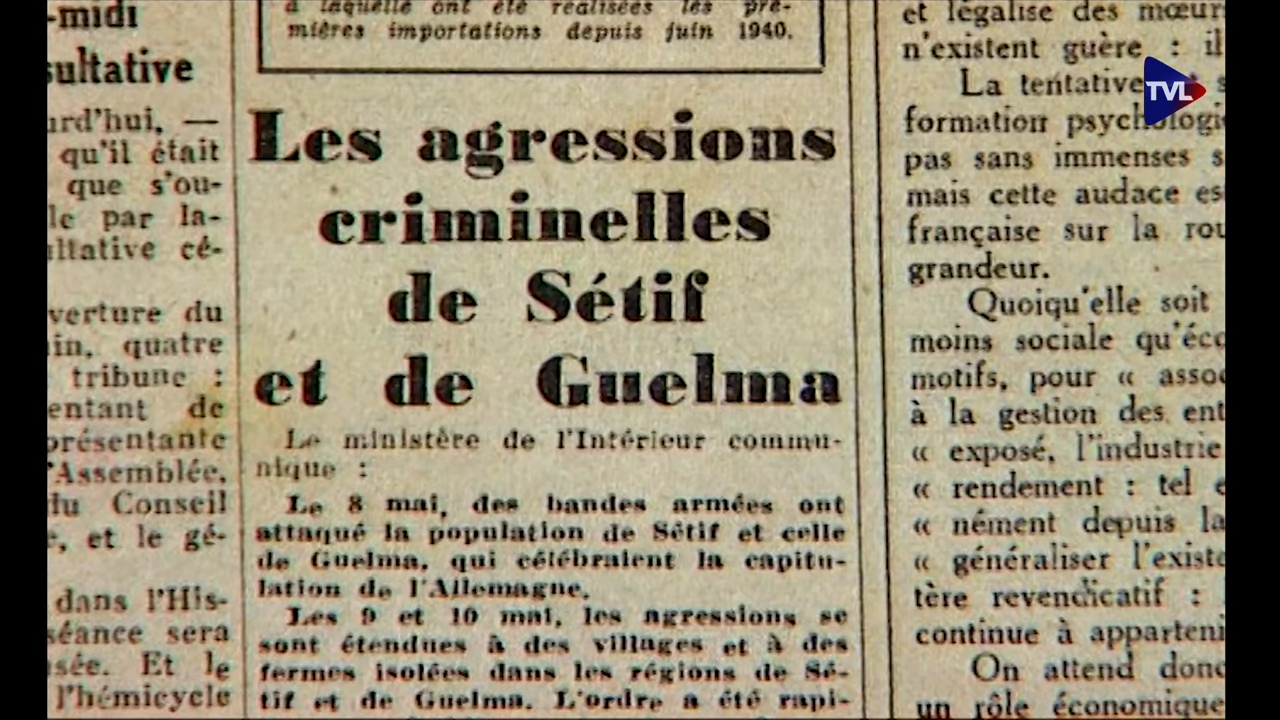 -midi
sultative
urd'hui, —
qu'il était
que s'ou-
le par la-
ultative cé-
verture du
in, quatre
tribune :
entant de
présentante
l'Assemblée,
du Conseil
e, et le gé-
dans l'His-
séance sera
sée. Et le
l'hémicycle
à laquelle ont été réalisées les pre-
mières importations depuis juin 1940.
Les agressions
criminelles
de Sétif
et de Guelma
Le ministère de l'Intérieur commu-
nique :
Le 8 mai, des bandes armées ont
attaqué la population de Sétif et celle
de Guelma, qui célébraient la capitu-
lation de l'Allemagne.
Les 9 et 10 mai, les agressions se
sont étendues à des villages et à des
fermes isolées dans les régions de Sé-
tif et de Guelma. L'ordre a été rapi-
et légalise des mœur
n'existent guère : il
La tentative s
formation psychologi
pas sans immenses s
mais cette audace es
française sur la rou
grandeur.
Quoiqu'elle soit
moins sociale qu'éco
motifs, pour « assoc
à la gestion des ent
« exposé, l'industrie
« rendement : tel e
« nément depuis la
« généraliser l'existe
tère revendicatif :
continue à apparteni
On attend donc
un rôle économique
TVL